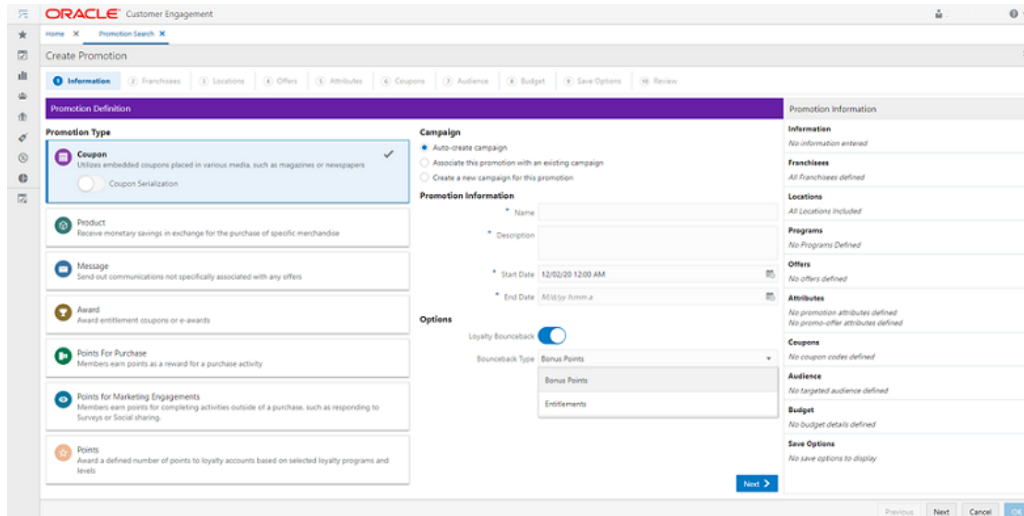 ORACLE Customer Engagement
Home
Promotion Search
Create Promotion
1 Information
2 Franchisees
3 Locations
4 Offers
5 Attributes
6 Coupons
7 Audience
8 Budget
9 Save Options
10 Review
Promotion Definition
Promotion Type
Coupon
Utilizes embedded coupons placed in various media, such as magazines or newspapers
Coupon Serialization
Product
Receive monetary savings in exchange for the purchase of specific merchandise
Message
Send out communications not specifically associated with any offers
Award
Award entitlement coupons or e-awards
Points For Purchase
Members earn points as a reward for a purchase activity
Points for Marketing Engagements
Members earn points for completing activities outside of a purchase, such as responding to
Surveys or Social sharing.
Points
Award a defined number of points to loyalty accounts based on selected loyalty programs and
levels
Campaign
Auto-create campaign
Associate this promotion with an existing campaign
Create a new campaign for this promotion
Promotion Information
* Name
* Description
* Start Date 12/02/20 12:00 AM
* End Date M/d/yy h:mm a
Options
Loyalty Bounceback
Bounceback Type Bonus Points
Bonus Points
Entitlements
Next
Promotion Information
Information
No information entered
Franchisees
All Franchisees defined
Locations
All Locations Included
Programs
No Programs Defined
Offers
No offers defined
Attributes
No promotion attributes defined
No promo-offer attributes defined
Coupons
No coupon codes defined
Audience
No targeted audience defined
Budget
No budget details defined
Save Options
No save options to display
Previous
Next
Cancel
OK